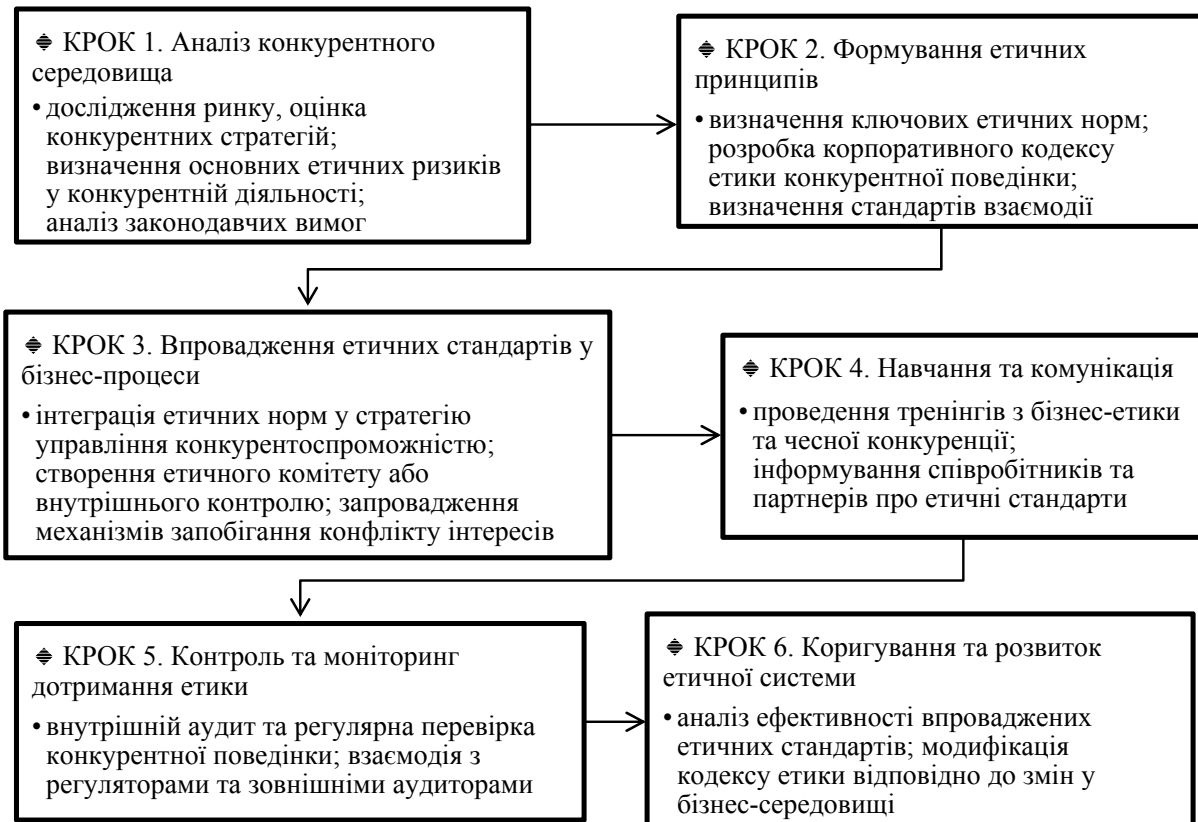 ◆ КРОК 1. Аналіз конкурентного
середовища
• дослідження ринку, оцінка
конкурентних стратегій;
визначення основних етичних ризиків
у конкурентній діяльності;
аналіз законодавчих вимог
◆ КРОК 2. Формування етичних
принципів
• визначення ключових етичних норм;
розробка корпоративного кодексу
етики конкурентної поведінки;
визначення стандартів взаємодії
◆ КРОК 3. Впровадження етичних стандартів у
бізнес-процеси
• інтеграція етичних норм у стратегію
управління конкурентоспроможністю;
створення етичного комітету або
внутрішнього контролю; запровадження
механізмів запобігання конфлікту інтересів
◆ КРОК 4. Навчання та комунікація
• проведення тренінгів з бізнес-етики
та чесної конкуренції;
інформування співробітників та
партнерів про етичні стандарти
◆ КРОК 5. Контроль та моніторинг
дотримання етики
• внутрішній аудит та регулярна перевірка
конкурентної поведінки; взаємодія з
регуляторами та зовнішніми аудиторами
◆ КРОК 6. Коригування та розвиток
етичної системи
• аналіз ефективності впроваджених
етичних стандартів; модифікація
кодексу етики відповідно до змін у
бізнес-середовищі